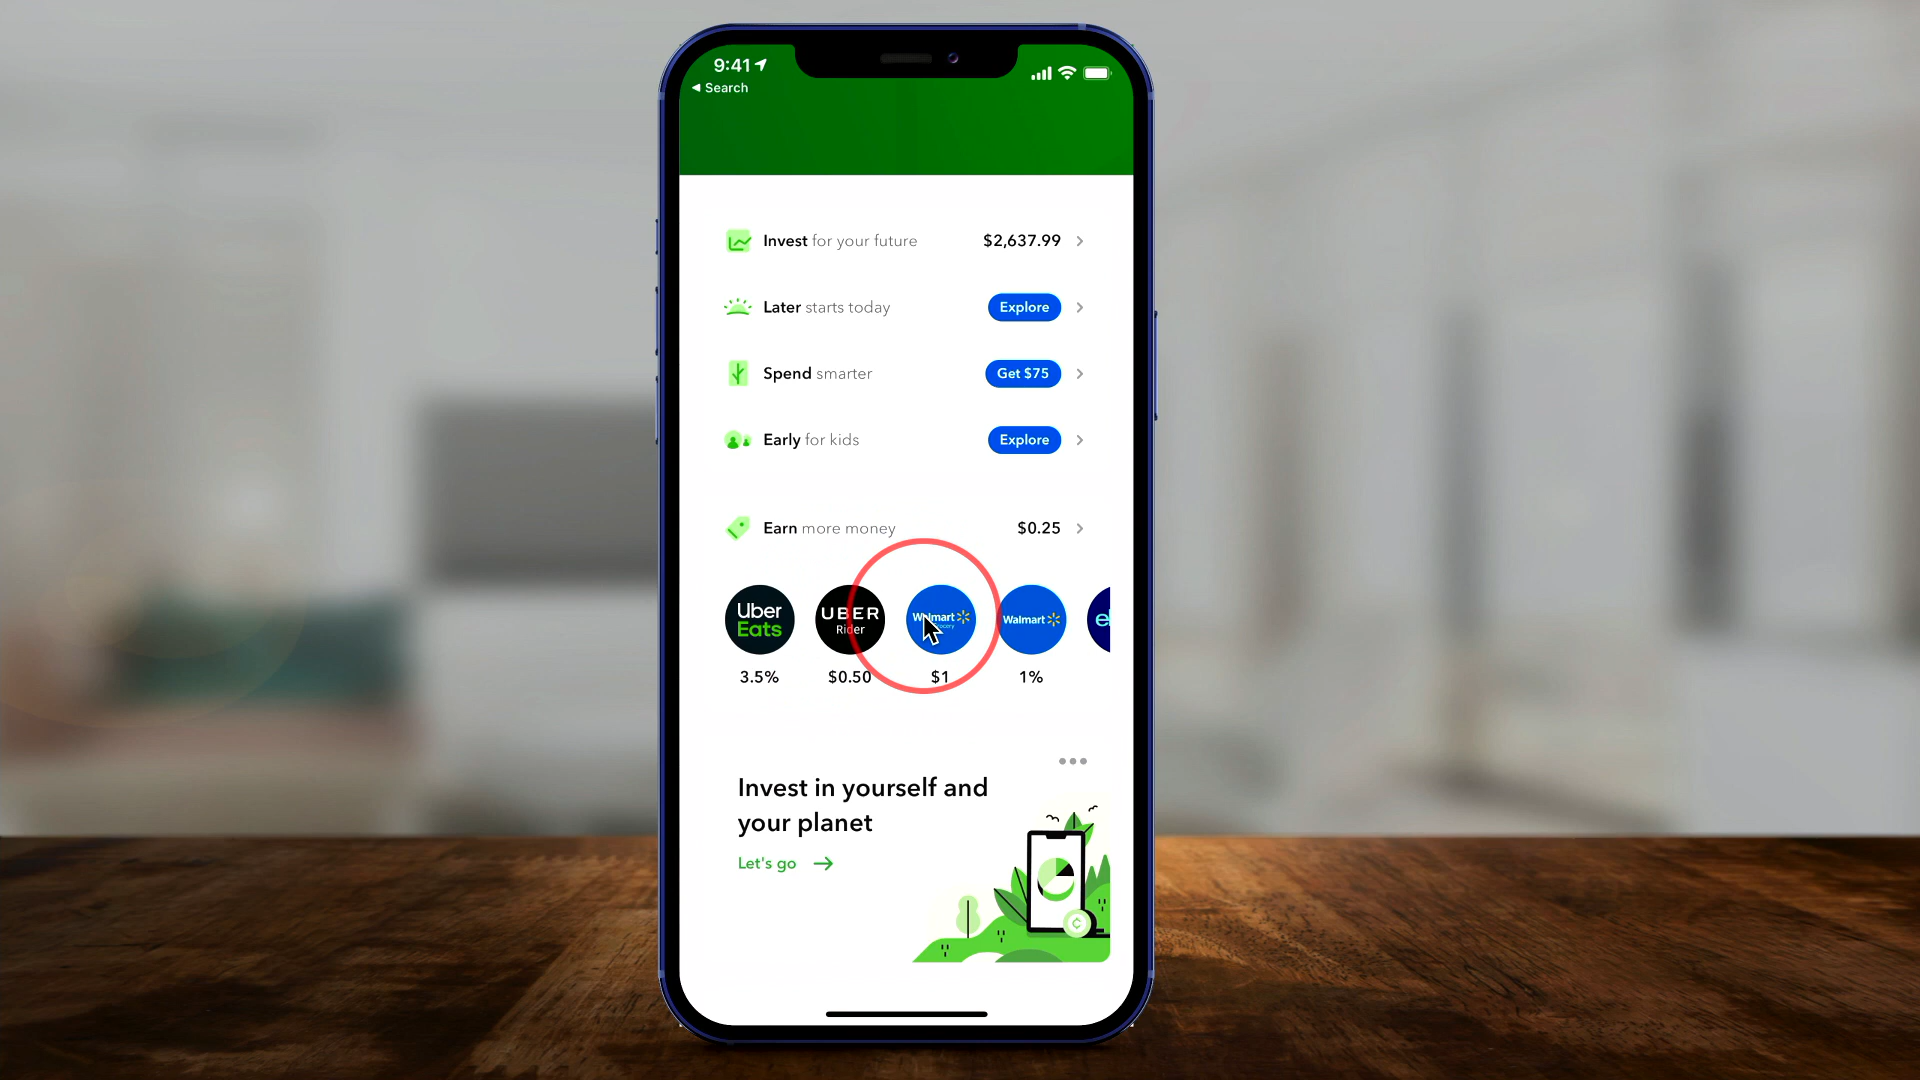 9:41
Search
Invest for your future $2,637.99
Later starts today Explore
Spend smarter Get $75
Early for kids Explore
Earn more money $0.25
Uber Eats
UBER Rider
Walmart
Walmart
3.5% $0.50 $1 1%
Invest in yourself and
your planet
Let's go